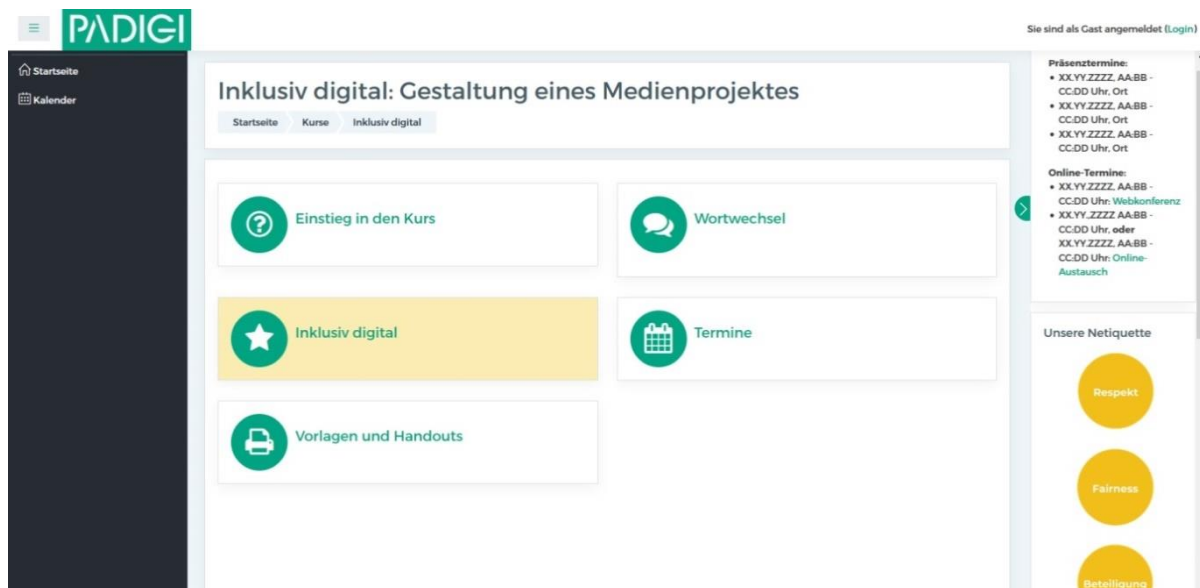 PADIGI
Sie sind als Gast angemeldet (Login)
Startseite
Kalender
Inklusiv digital: Gestaltung eines Medienprojektes
Startseite Kurse Inklusiv digital
Einstieg in den Kurs
Wortwechsel
Inklusiv digital
Termine
Vorlagen und Handouts
Präsenztermine:
• XX.YY.ZZZZ, AA:BB -
CC:DD Uhr, Ort
• XX.YY.ZZZZ, AA:BB -
CC:DD Uhr, Ort
• XX.YY.ZZZZ, AA:BB -
CC:DD Uhr, Ort
Online-Termine:
• XX.YY.ZZZZ, AA:BB -
CC:DD Uhr: Webkonferenz
• XX.YY.,ZZZZ AA:BB -
CC:DD Uhr, oder
XX.YY.ZZZZ, AA:BB -
CC:DD Uhr: Online-
Austausch
Unsere Netiquette
Respekt
Fairness
Beteiligung